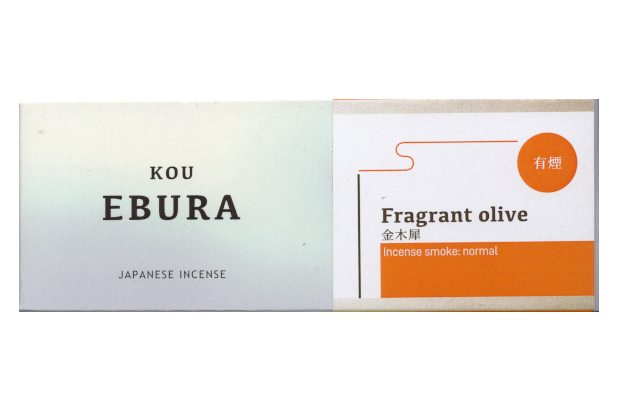 KOU
EBURA
JAPANESE INCENSE
有煙
Fragrant olive
金木犀
Incense smoke: normal